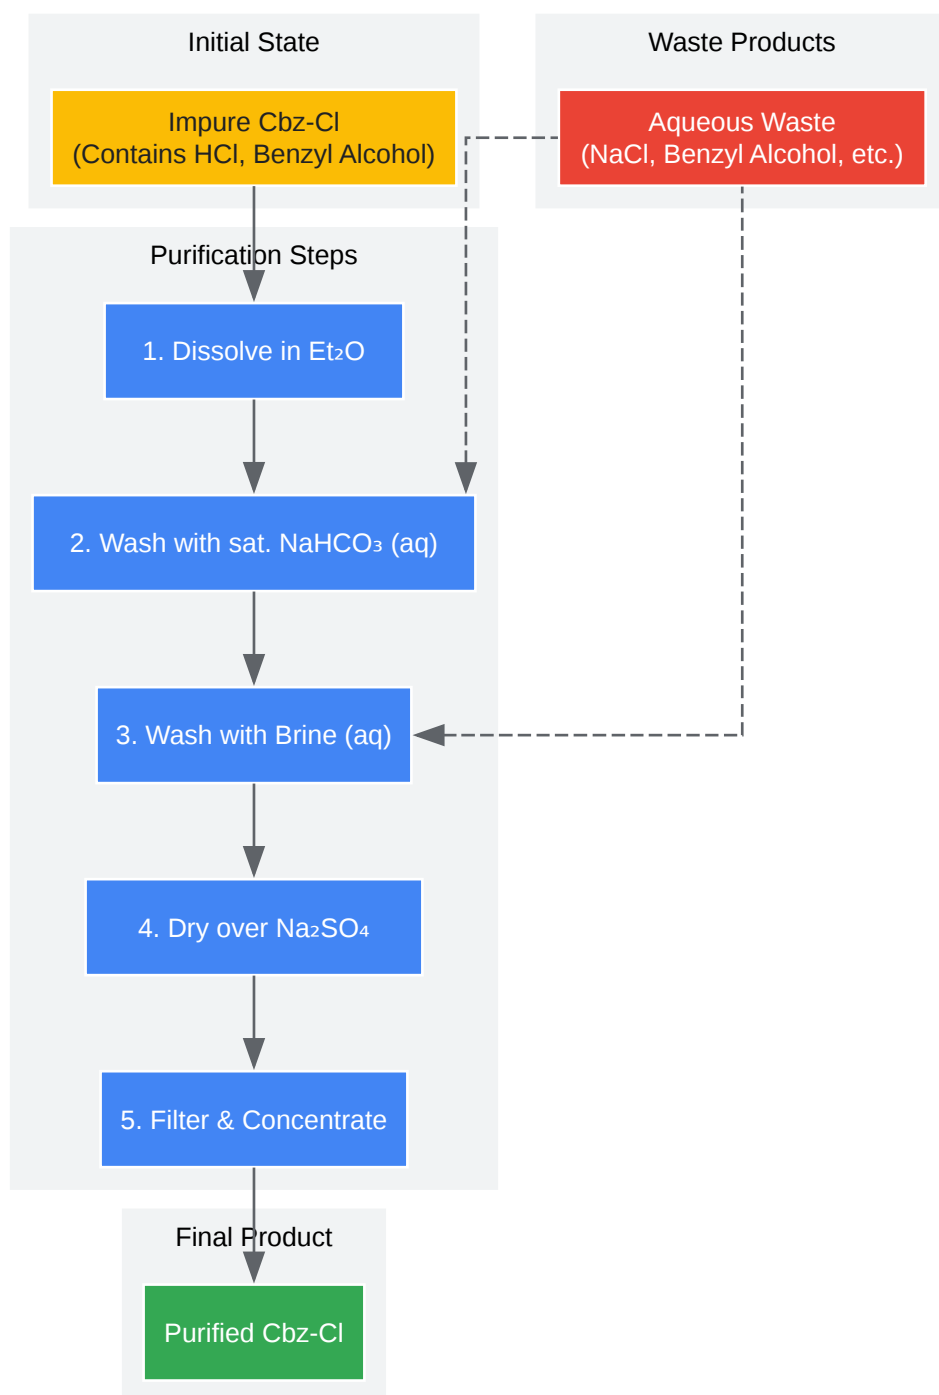 Initial State
Impure Cbz-Cl
(Contains HCl, Benzyl Alcohol)
Waste Products
Aqueous Waste
(NaCl, Benzyl Alcohol, etc.)
Purification Steps
1. Dissolve in Et₂O
2. Wash with sat. NaHCO₃ (aq)
3. Wash with Brine (aq)
4. Dry over Na₂SO₄
5. Filter & Concentrate
Final Product
Purified Cbz-Cl